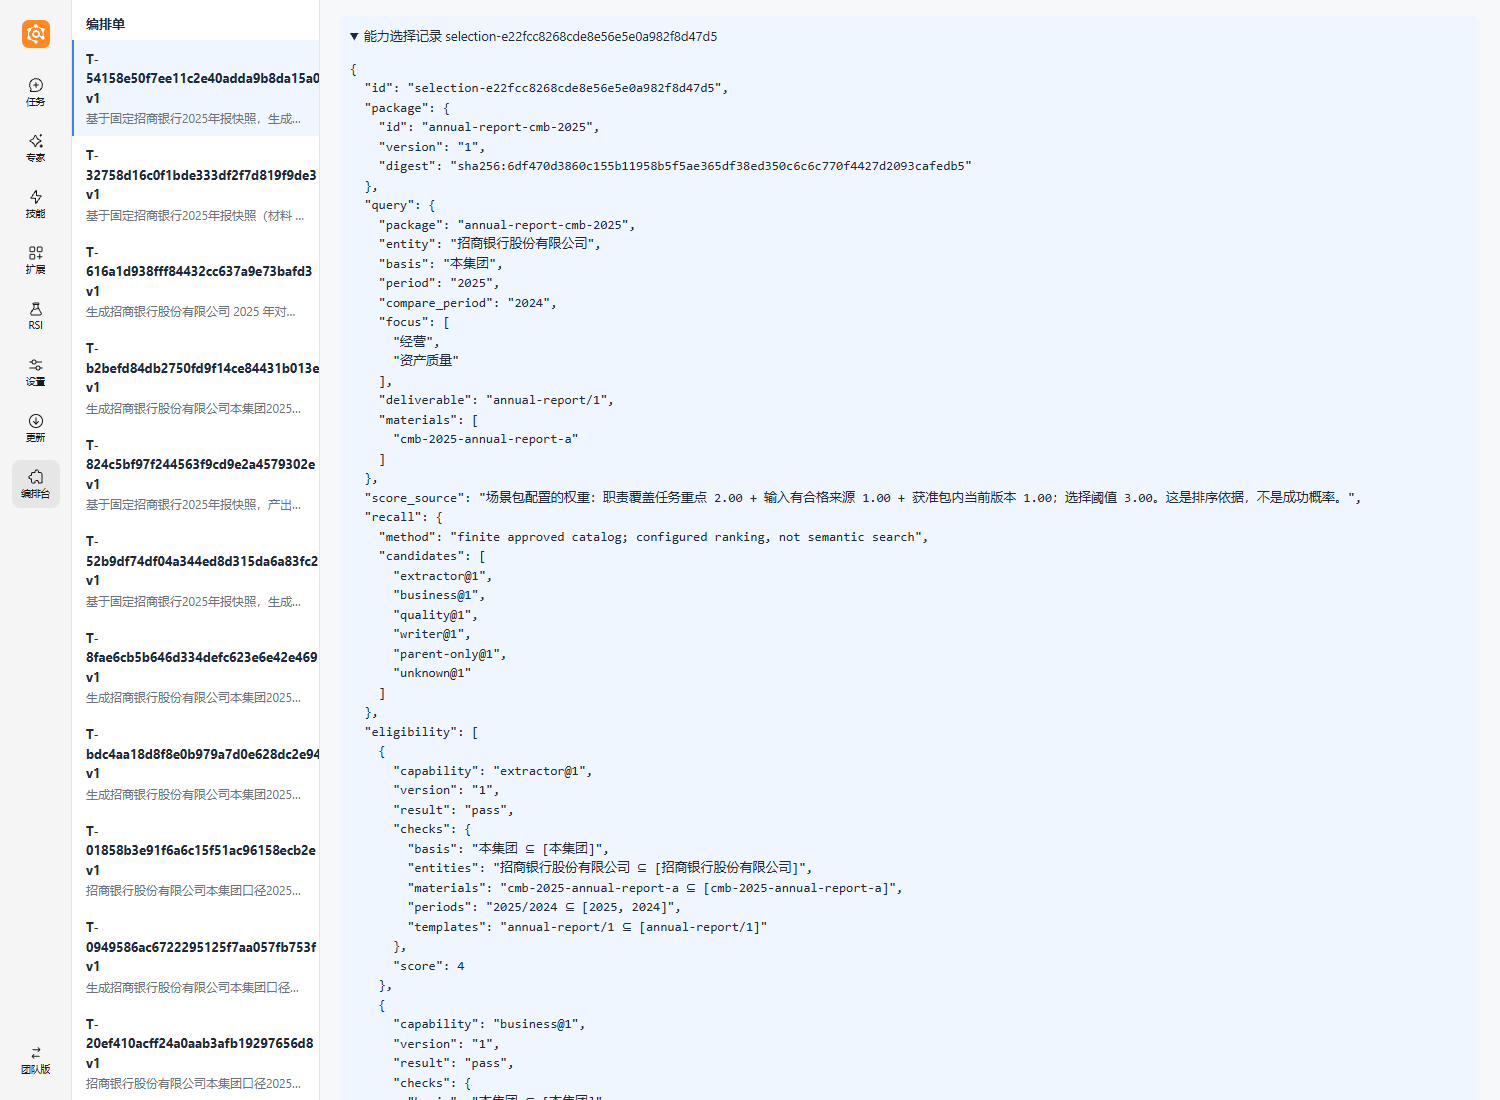 任务
专家
技能
扩展
RSI
设置
更新
编排台
团队版
编排单
T-
54158e50f7ee11c2e40adda9b8da15a0
v1
基于固定招商银行2025年报快照，生成...
T-
32758d16c0f1bde333df2f7d819f9de3
v1
基于固定招商银行2025年报快照（材料 ...
T-
616a1d938fff84432cc637a9e73bafd3
v1
生成招商银行股份有限公司 2025 年对...
T-
b2befd84db2750fd9f14ce84431b013e
v1
生成招商银行股份有限公司本集团2025...
T-
824c5bf97f244563f9cd9e2a4579302e
v1
基于固定招商银行2025年报快照，产出...
T-
52b9df74df04a344ed8d315da6a83fc2
v1
基于固定招商银行2025年报快照，生成...
T-
8fae6cb5b646d334defc623e6e42e469
v1
生成招商银行股份有限公司本集团2025...
T-
bdc4aa18d8f8e0b979a7d0e628dc2e94
v1
生成招商银行股份有限公司本集团2025...
T-
01858b3e91f6a6c15f51ac96158ecb2e
v1
招商银行股份有限公司本集团口径2025...
T-
0949586ac6722295125f7aa057fb753f
v1
生成招商银行股份有限公司本集团口径...
T-
20ef410acff24a0aab3afb19297656d8
v1
招商银行股份有限公司本集团口径2025...
▼ 能力选择记录 selection-e22fcc8268cde8e56e5e0a982f8d47d5
{
"id": "selection-e22fcc8268cde8e56e5e0a982f8d47d5",
"package": {
"id": "annual-report-cmb-2025",
"version": "1",
"digest": "sha256:6df470d3860c155b11958b5f5ae365df38ed350c6c6c770f4427d2093cafedb5"
},
"query": {
"package": "annual-report-cmb-2025",
"entity": "招商银行股份有限公司",
"basis": "本集团",
"period": "2025",
"compare_period": "2024",
"focus": [
"经营",
"资产质量"
],
"deliverable": "annual-report/1",
"materials": [
"cmb-2025-annual-report-a"
]
},
"score_source": "场景包配置的权重：职责覆盖任务重点 2.00 + 输入有合格来源 1.00 + 获准包内当前版本 1.00；选择阈值 3.00。这是排序依据，不是成功概率。",
"recall": {
"method": "finite approved catalog; configured ranking, not semantic search",
"candidates": [
"extractor@1",
"business@1",
"quality@1",
"writer@1",
"parent-only@1",
"unknown@1"
]
},
"eligibility": [
{
"capability": "extractor@1",
"version": "1",
"result": "pass",
"checks": {
"basis": "本集团 ⊆ [本集团]",
"entities": "招商银行股份有限公司 ⊆ [招商银行股份有限公司]",
"materials": "cmb-2025-annual-report-a ⊆ [cmb-2025-annual-report-a]",
"periods": "2025/2024 ⊆ [2025, 2024]",
"templates": "annual-report/1 ⊆ [annual-report/1]"
},
"score": 4
},
{
"capability": "business@1",
"version": "1",
"result": "pass",
"checks": {
"basis": "本集团 ⊆ [本集团]"